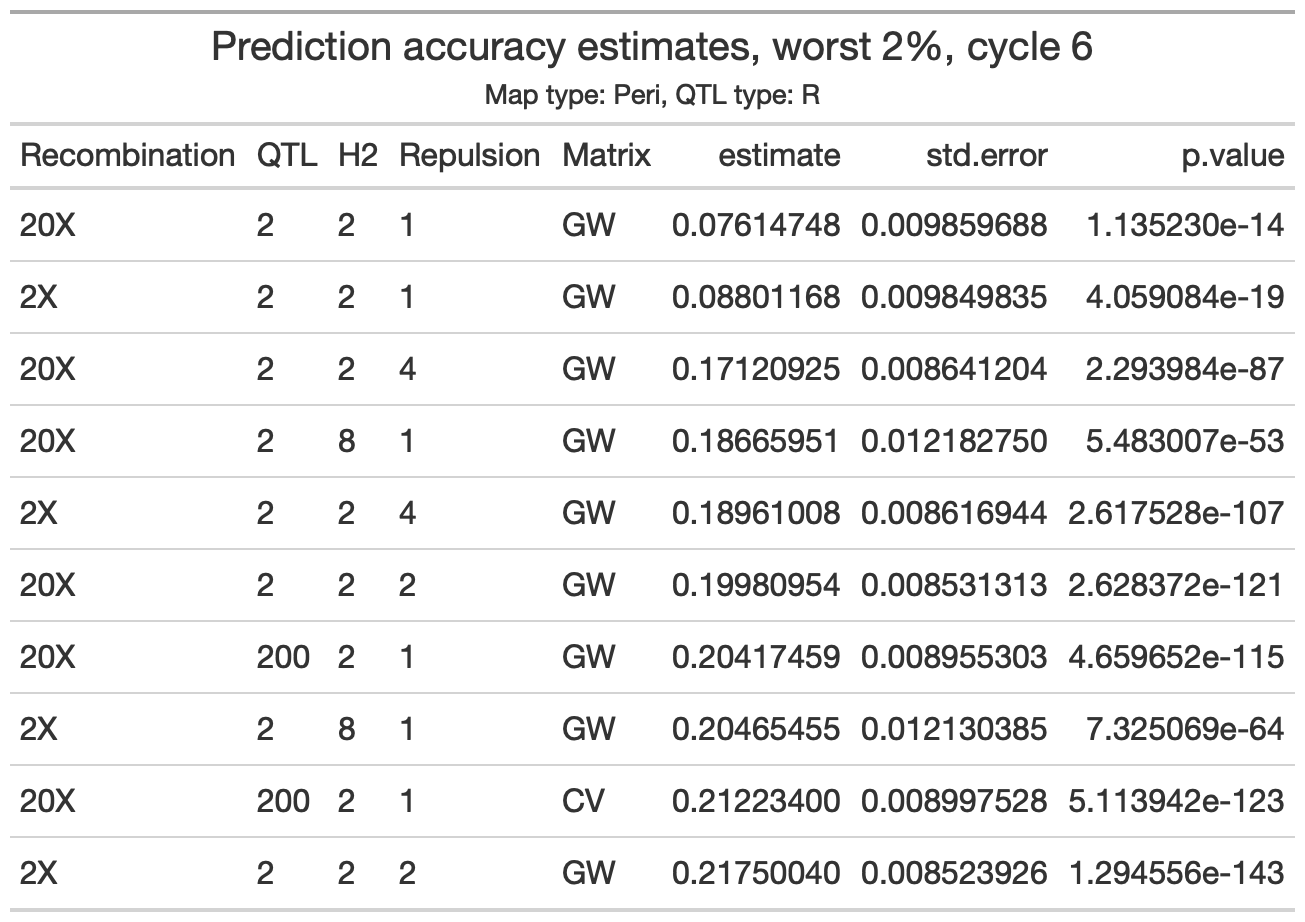 Prediction accuracy estimates, worst 2%, cycle 6
Map type: Peri, QTL type: R
Recombination QTL H2 Repulsion Matrix estimate std.error p.value
20X 2 2 1 GW 0.07614748 0.009859688 1.135230e-14
2X 2 2 1 GW 0.08801168 0.009849835 4.059084e-19
20X 2 2 4 GW 0.17120925 0.008641204 2.293984e-87
20X 2 8 1 GW 0.18665951 0.012182750 5.483007e-53
2X 2 2 4 GW 0.18961008 0.008616944 2.617528e-107
20X 2 2 2 GW 0.19980954 0.008531313 2.628372e-121
20X 200 2 1 GW 0.20417459 0.008955303 4.659652e-115
2X 2 8 1 GW 0.20465455 0.012130385 7.325069e-64
20X 200 2 1 CV 0.21223400 0.008997528 5.113942e-123
2X 2 2 2 GW 0.21750040 0.008523926 1.294556e-143